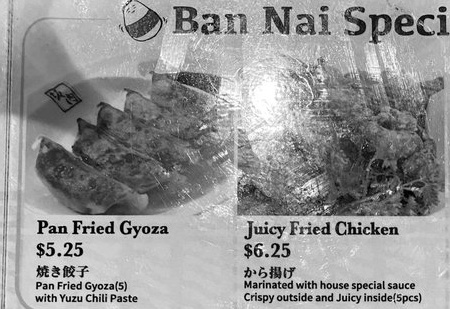 Ban Nai Speci
Pan Fried Gyoza
$5.25
焼き餃子
Pan Fried Gyoza(5)
with Yuzu Chili Paste
Juicy Fried Chicken
$6.25
から揚げ
Marinated with house special sauce
Crispy outside and Juicy inside(5pcs)